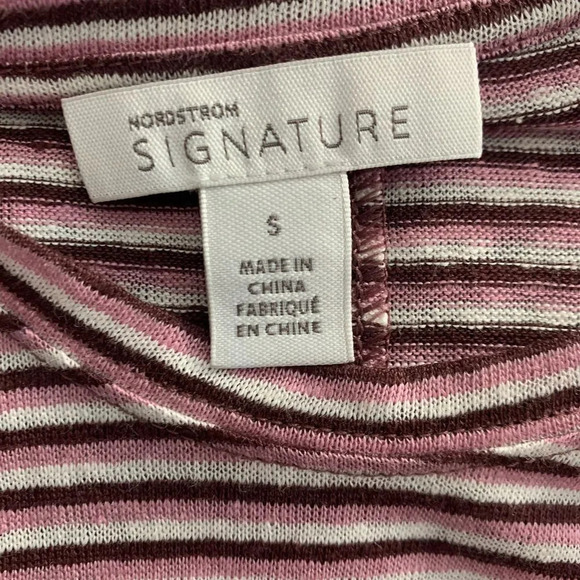 NORDSTROM
SIGNATURE
S
MADE IN
CHINA
FABRIQUÉ
EN CHINE